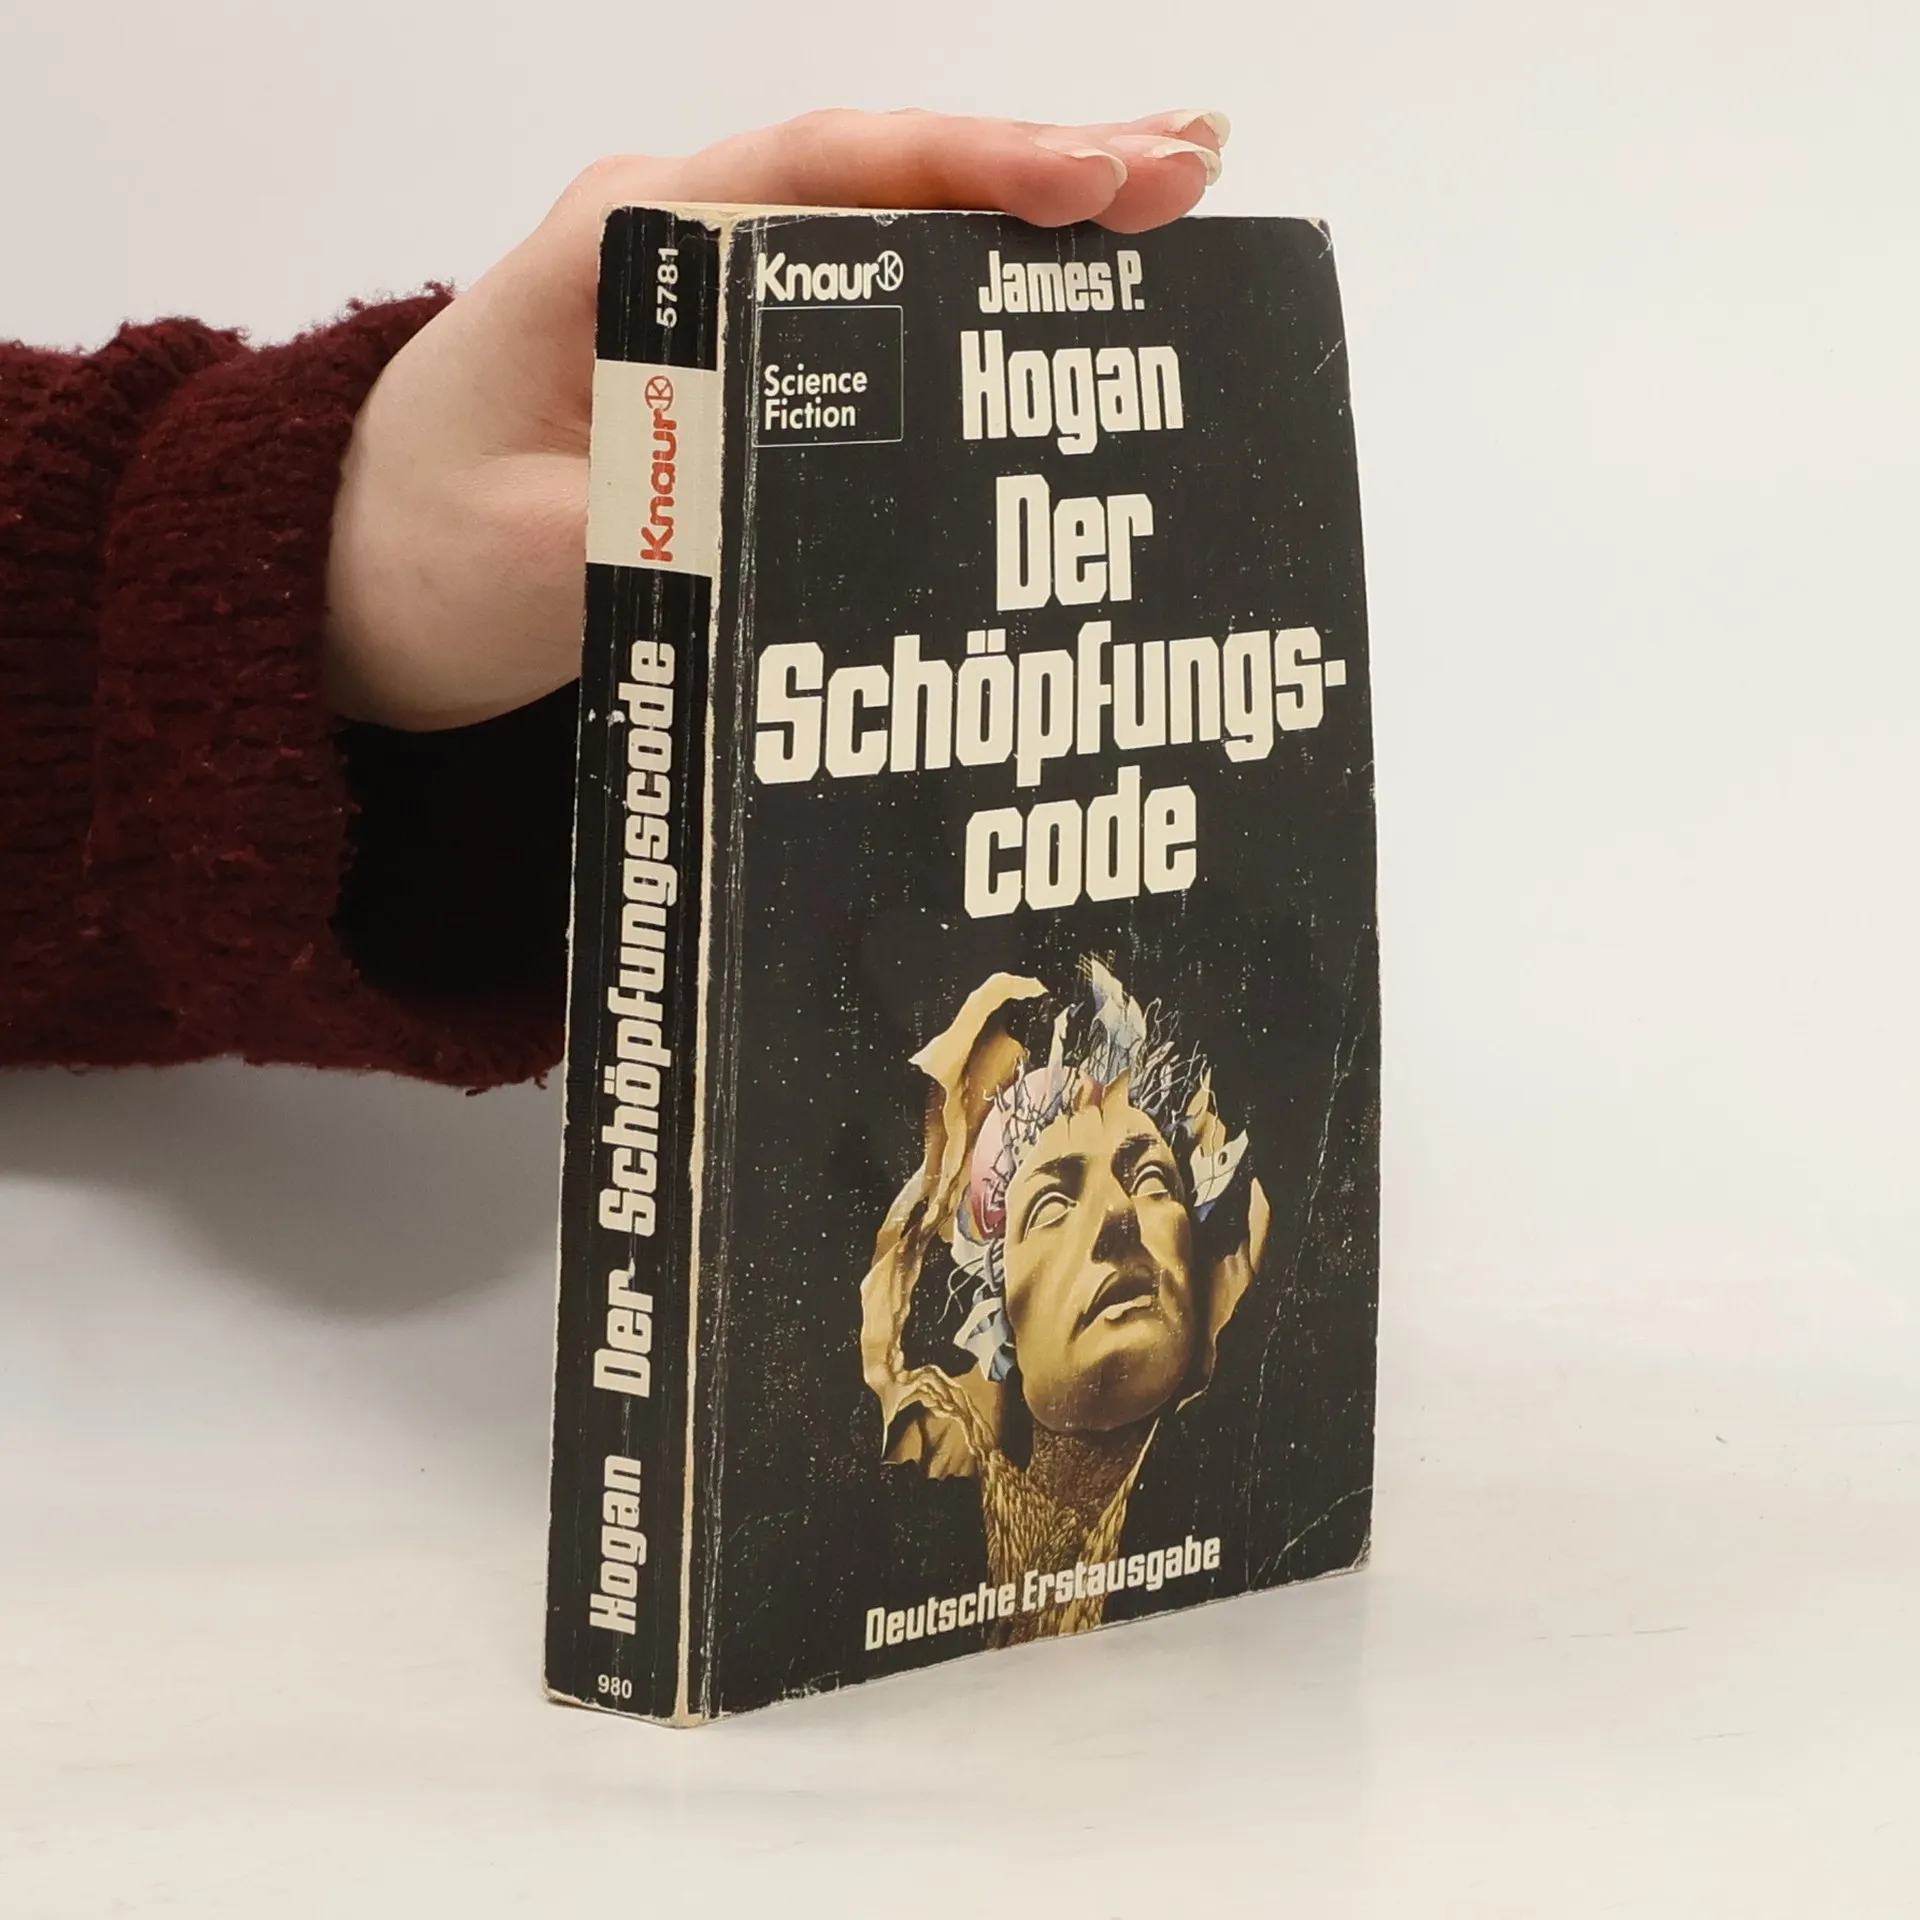 5781
Knaur
Hogan Der Schöpfungscode
980
Knaur
Science
Fiction
James P.
Hogan
Der
Schöpfungs-
code
Deutsche Erstausgabe